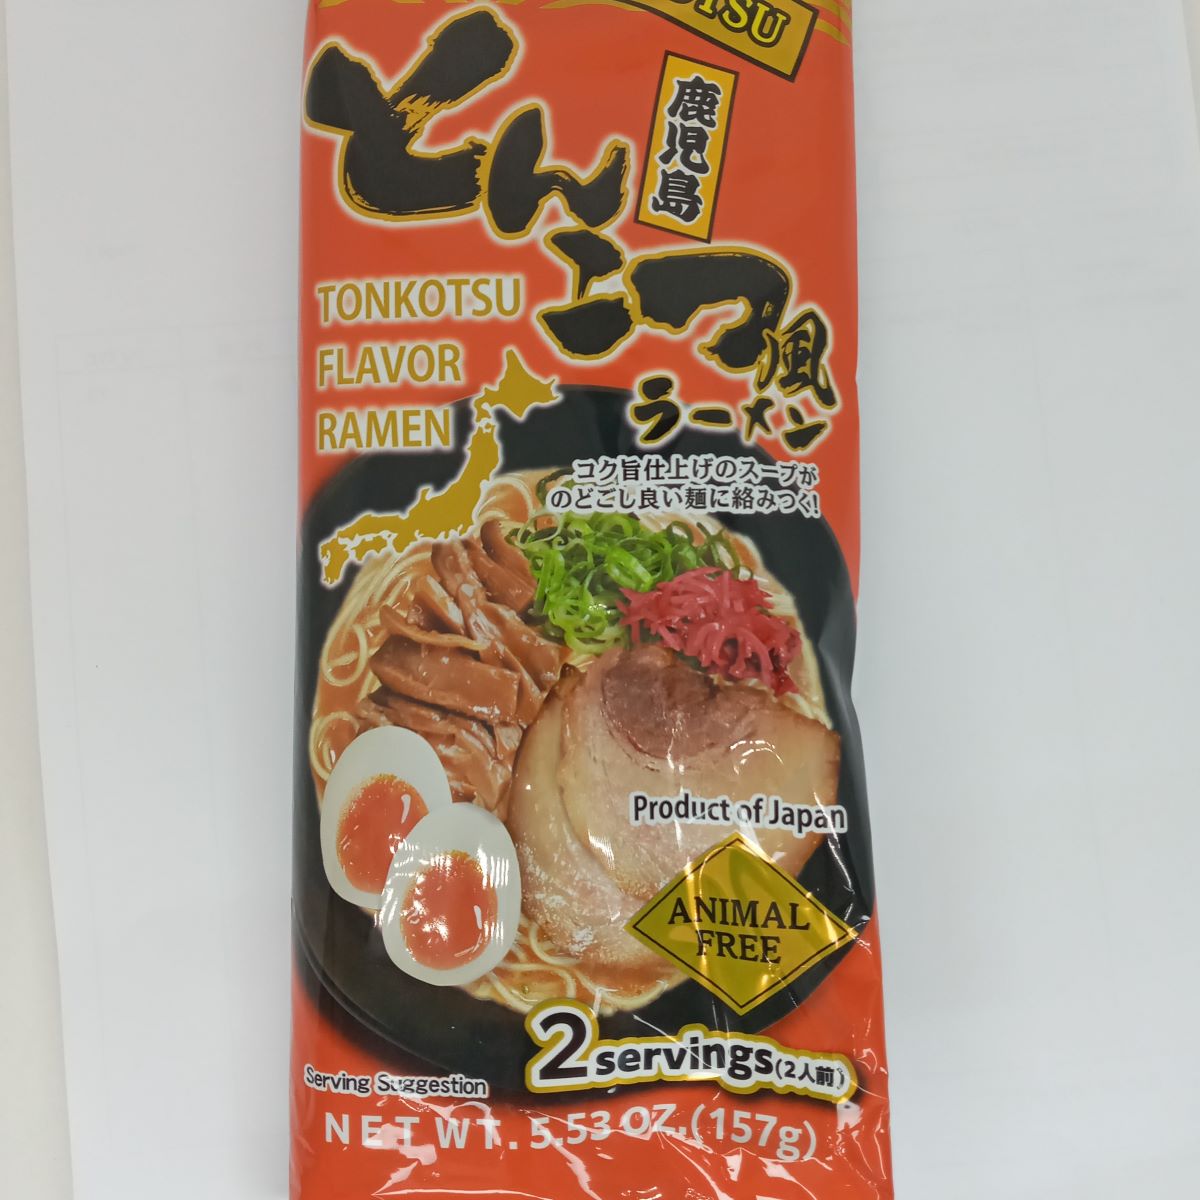 とんこつ風
ラーメン
鹿児島
TONKOTSU
FLAVOR
RAMEN
コク旨仕上げのスープが
のどごし良い麺に絡みつく!
Product of Japan
ANIMAL
FREE
2 servings(2人前)
Serving Suggestion
NET WT. 5.53 OZ.(157g)